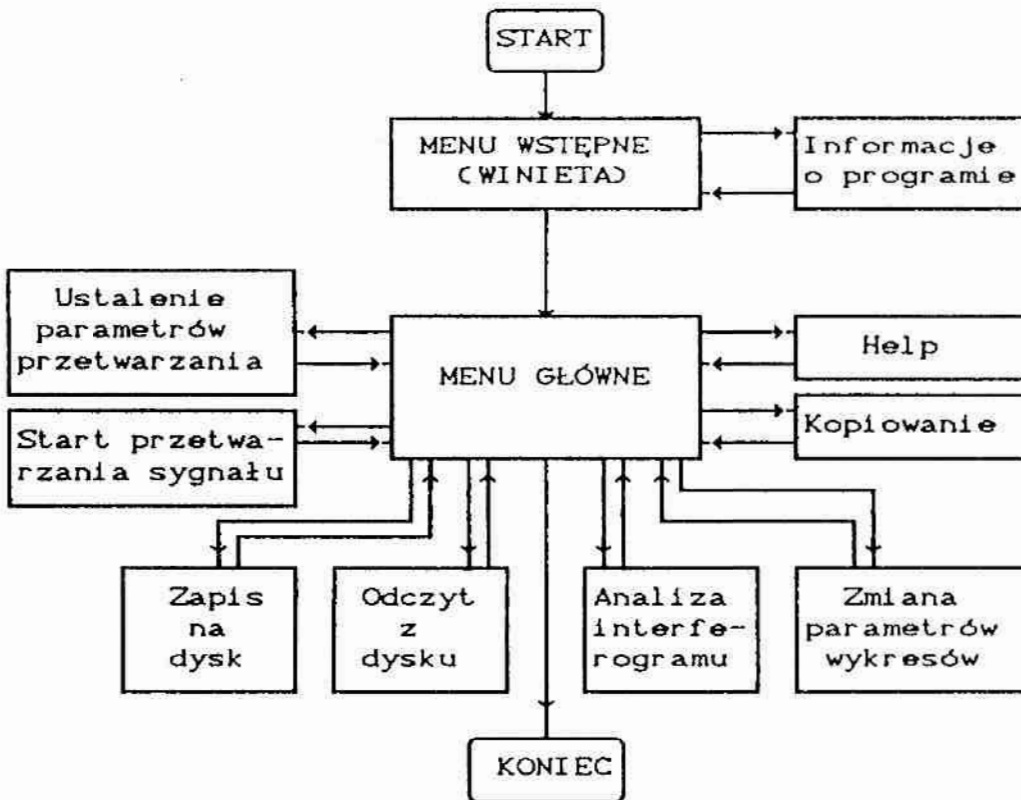 START
MENU WSTĘPNE
(WINIETA)
Informacje
o programie
Ustalenie
parametrów
przetwarzania
MENU GŁÓWNE
Help
Start przetwa-
rzania sygnału
Kopiowanie
Zapis
na
dysk
Odczyt
z
dysku
Analiza
interfe-
rogramu
Zmiana
parametrów
wykresów
KONIEC